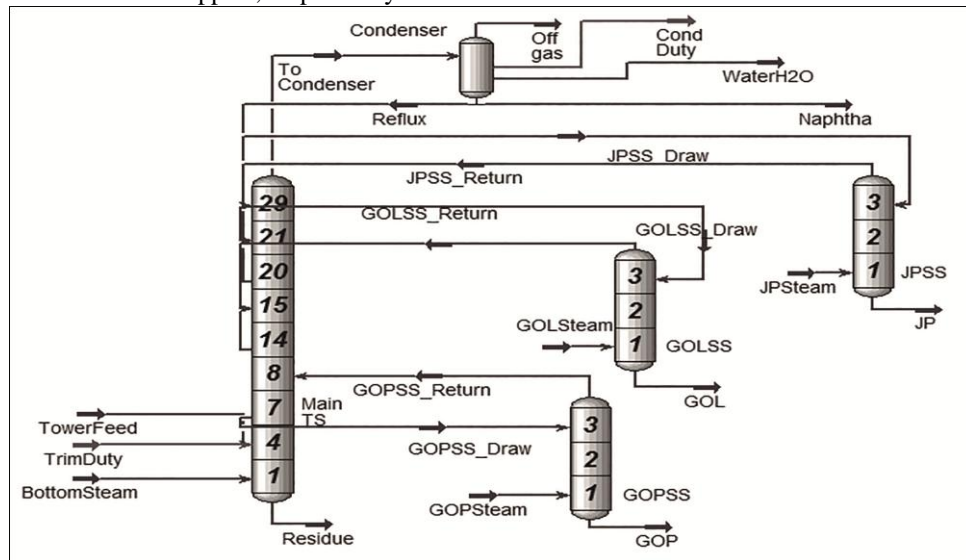 Condenser
Off
gas
Cond
Duty
WaterH2O
To
Condenser
Reflux
Naphtha
JPSS_Draw
JPSS_Return
GOLSS_Return
GOLSS_Draw
29
21
20
15
14
8
7
4
1
Main
TS
3
2
1
JPSS
JPSteam
JP
3
2
1
GOLSteam
GOLSS
GOL
GOPSS_Return
TowerFeed
GOPSS_Draw
TrimDuty
BottomSteam
3
2
1
GOPSS
GOPSteam
Residue
GOP